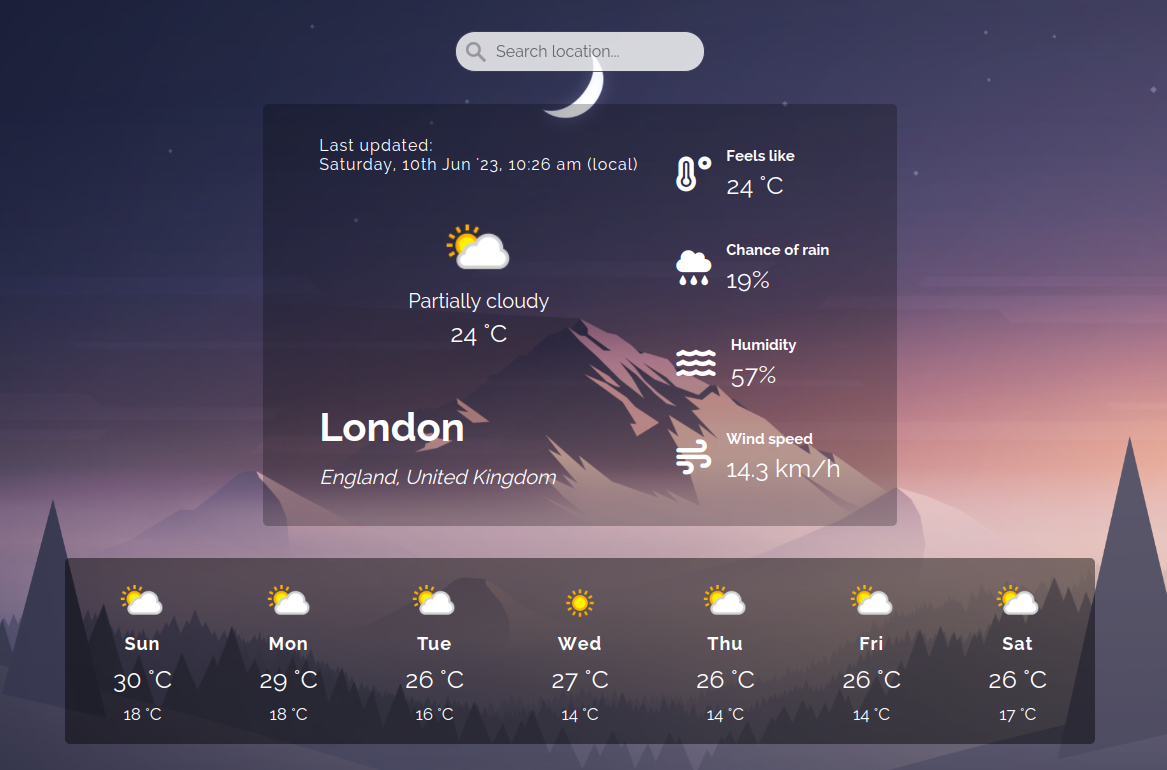 Search location...
Last updated:
Saturday, 10th Jun '23, 10:26 am (local)
Partially cloudy
24 °C
London
England, United Kingdom
Feels like
24 °C
Chance of rain
19%
Humidity
57%
Wind speed
14.3 km/h
Sun
30 °C
18 °C
Mon
29 °C
18 °C
Tue
26 °C
16 °C
Wed
27 °C
14 °C
Thu
26 °C
14 °C
Fri
26 °C
14 °C
Sat
26 °C
17 °C